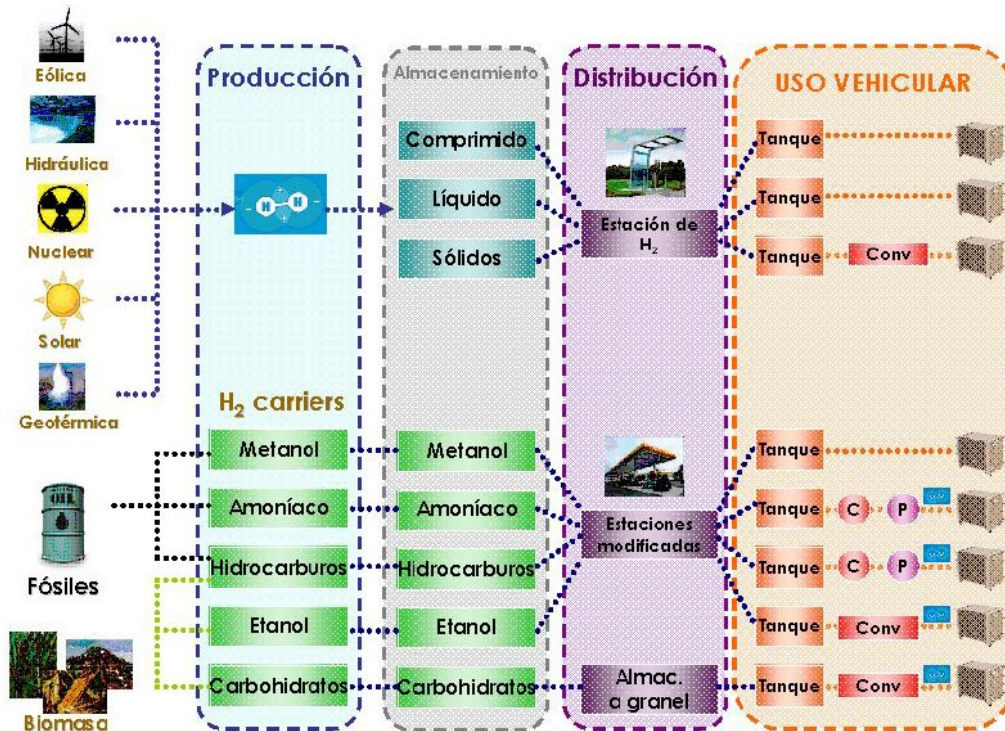 Eólica
Hidráulica
Nuclear
Solar
Geotérmica
OIL
Fósiles
Biomasa
Producción
H
H
H₂ carriers
Metanol
Amoníaco
Hidrocarburos
Etanol
Carbohidratos
Almacenamiento
Comprimido
Líquido
Sólidos
Metanol
Amoníaco
Hidrocarburos
Etanol
Carbohidratos
Distribución
Estación de
H₂
Estaciones
modificadas
Almac.
a granel
USO VEHICULAR
Tanque
Tanque
Tanque
Conv
Tanque
Tanque
C
P
Tanque
C
P
Tanque
Conv
Tanque
Conv